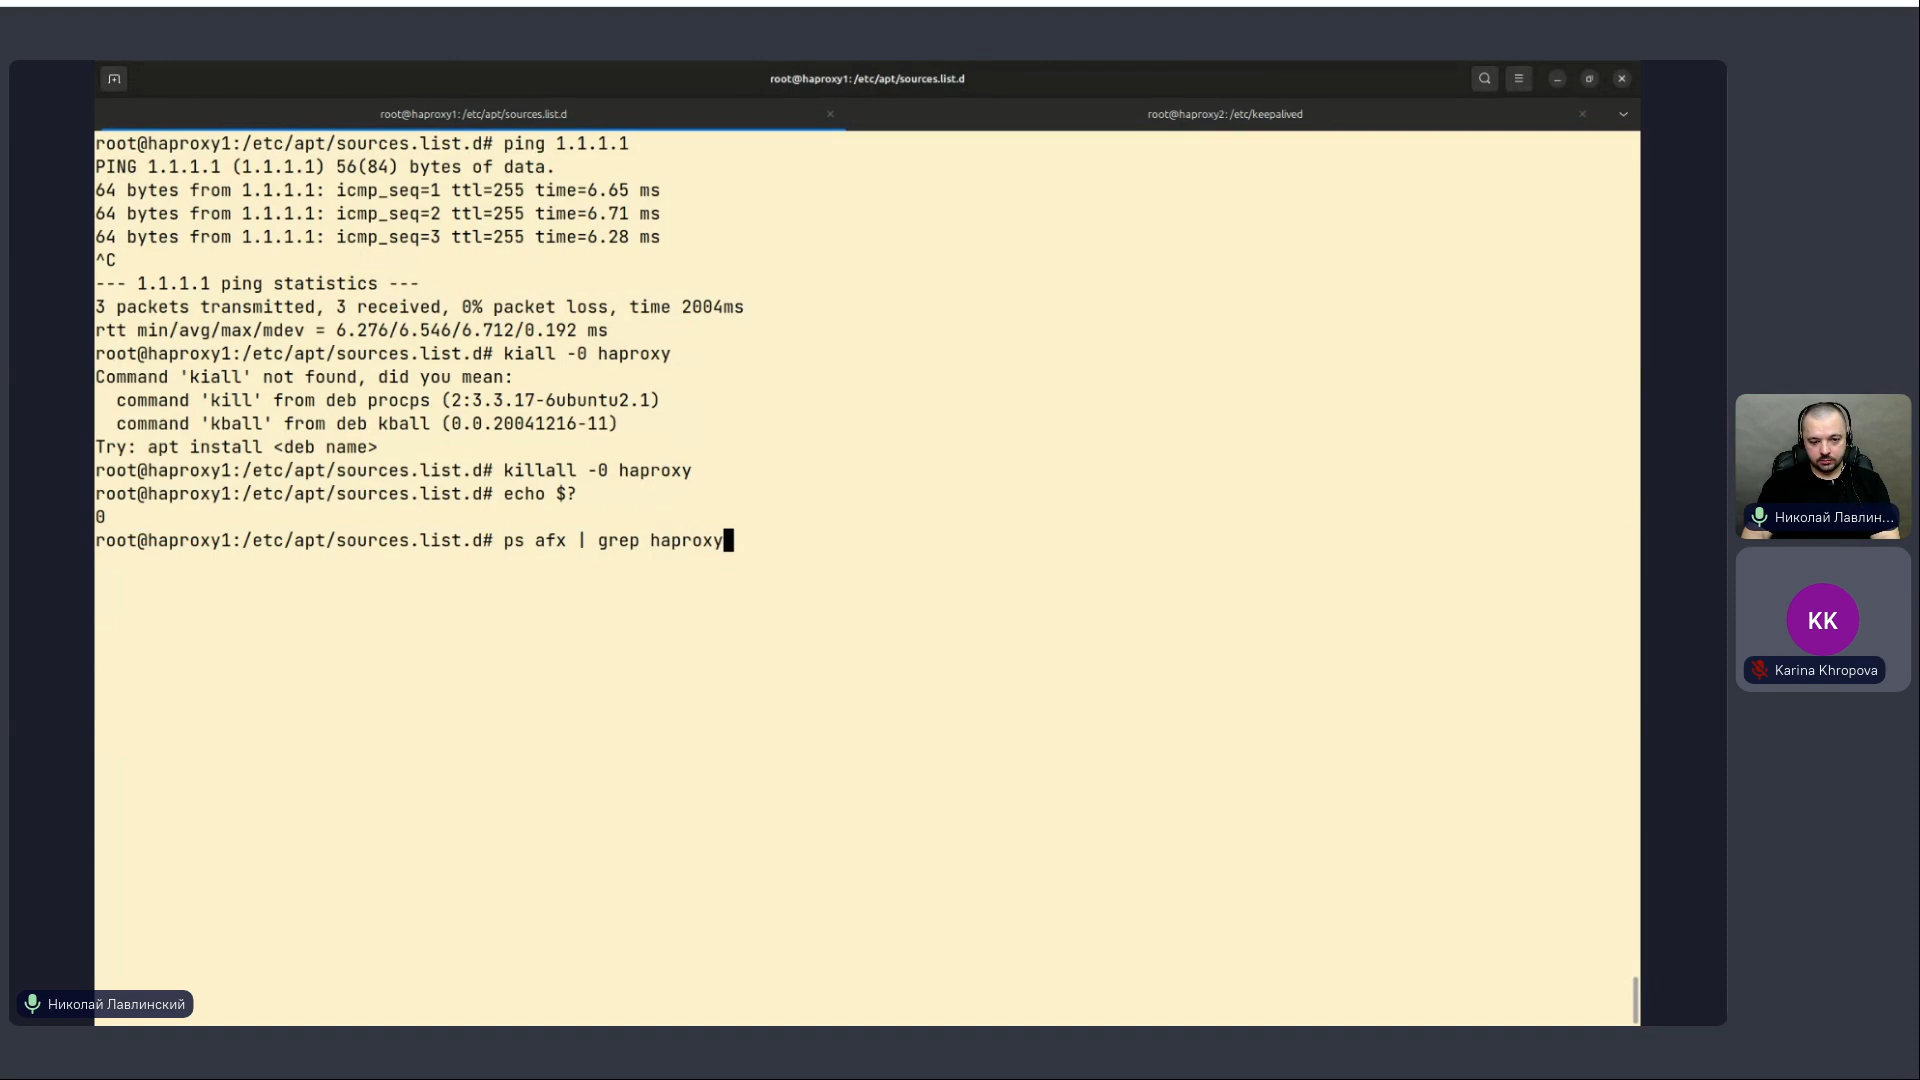 root@haproxy1: /etc/apt/sources.list.d
root@haproxy1: /etc/apt/sources.list.d
root@haproxy2: /etc/keepalived
root@haproxy1:/etc/apt/sources.list.d# ping 1.1.1.1
PING 1.1.1.1 (1.1.1.1) 56(84) bytes of data.
64 bytes from 1.1.1.1: icmp_seq=1 ttl=255 time=6.65 ms
64 bytes from 1.1.1.1: icmp_seq=2 ttl=255 time=6.71 ms
64 bytes from 1.1.1.1: icmp_seq=3 ttl=255 time=6.28 ms
^C
--- 1.1.1.1 ping statistics ---
3 packets transmitted, 3 received, 0% packet loss, time 2004ms
rtt min/avg/max/mdev = 6.276/6.546/6.712/0.192 ms
root@haproxy1:/etc/apt/sources.list.d# kiall -0 haproxy
Command 'kiall' not found, did you mean:
  command 'kill' from deb procps (2:3.3.17-6ubuntu2.1)
  command 'kball' from deb kball (0.0.20041216-11)
Try: apt install <deb name>
root@haproxy1:/etc/apt/sources.list.d# killall -0 haproxy
root@haproxy1:/etc/apt/sources.list.d# echo $?
0
root@haproxy1:/etc/apt/sources.list.d# ps afx | grep haproxy
Николай Лавлин...
KK
Karina Khropova
Николай Лавлинский